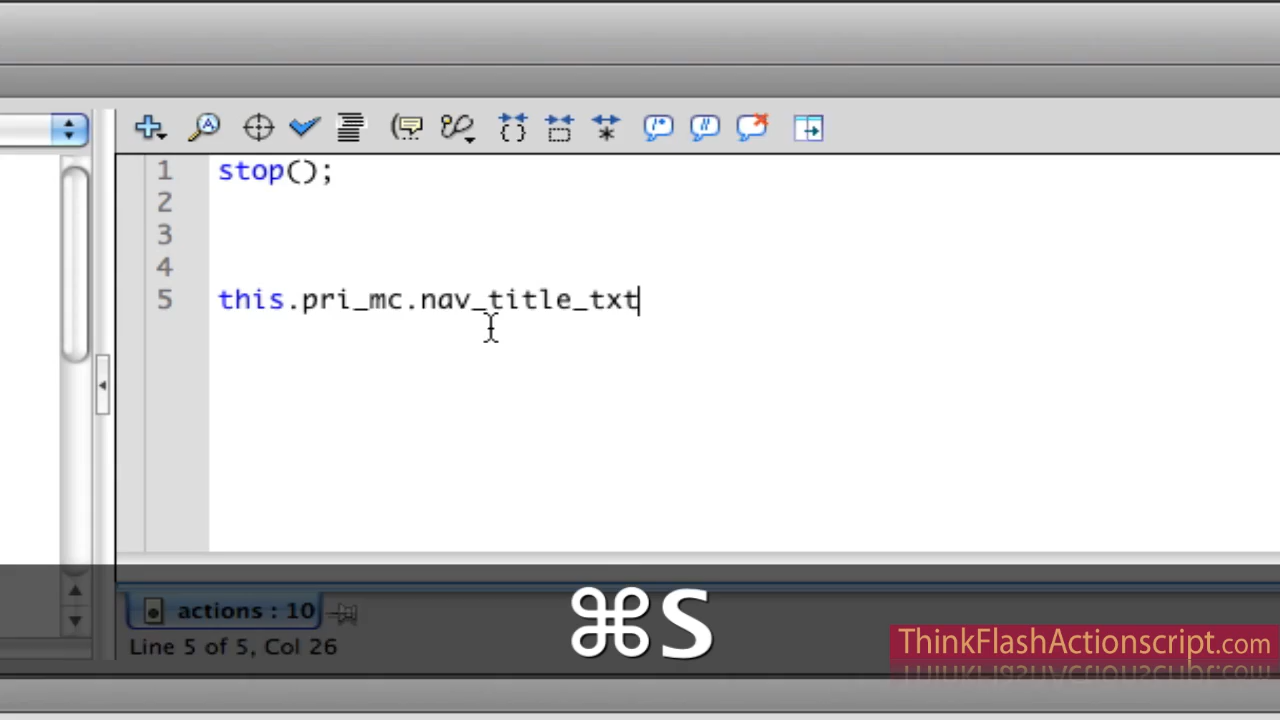 1 stop();
2
3
4
5 this.pri_mc.nav_title_txt
⌘S
actions : 10
Line 5 of 5, Col 26
ThinkFlashActionscript.com